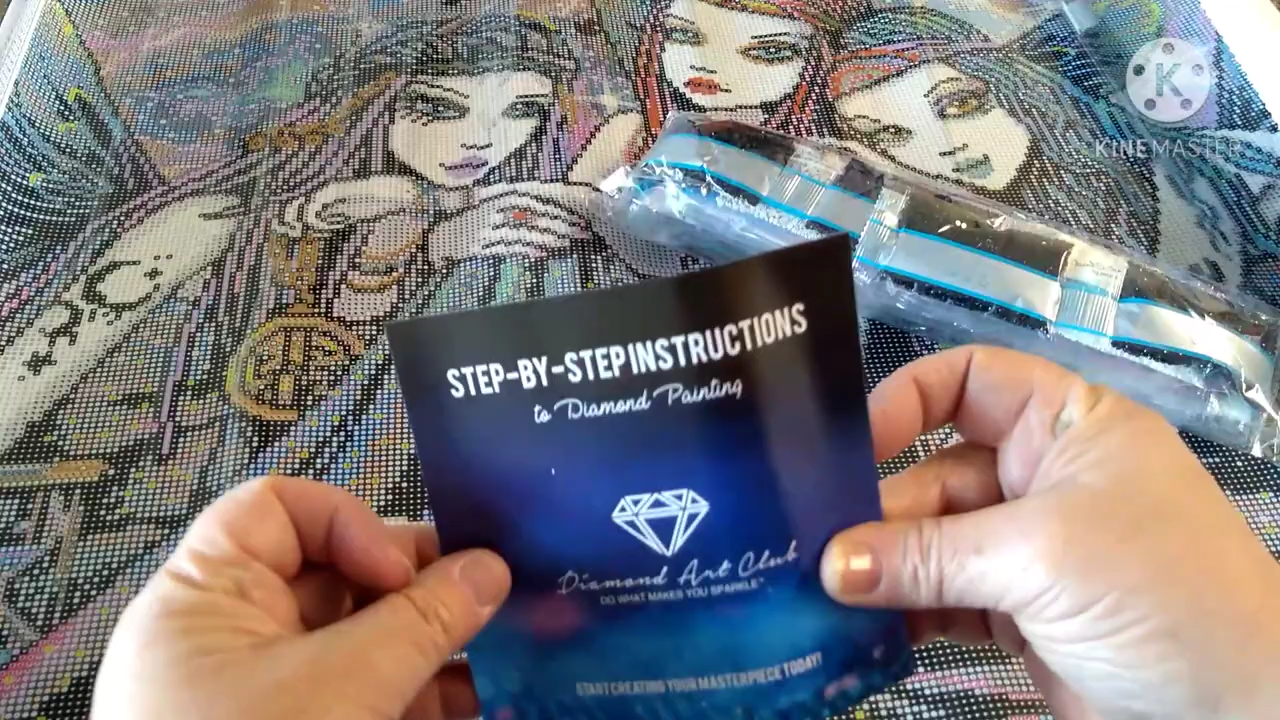 K
KINEMASTER
STEP-BY-STEP INSTRUCTIONS
to Diamond Painting
Diamond Art Club
DO WHAT MAKES YOU SPARKLE™
START CREATING YOUR MASTERPIECE TODAY!